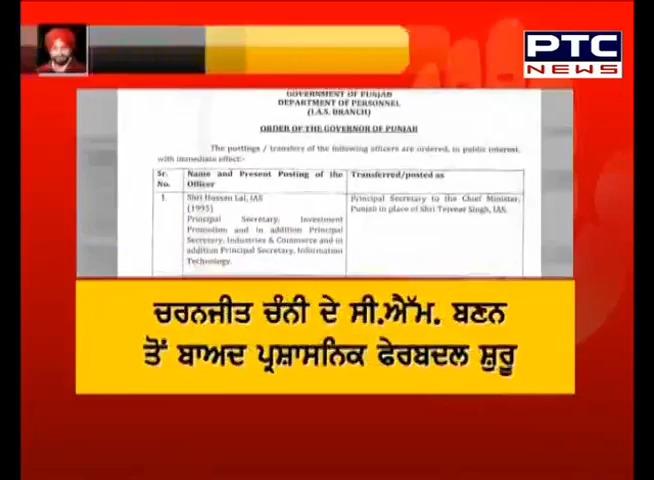 PTC
NEWS
GOVERNMENT OF PUNJAB
DEPARTMENT OF PERSONNEL
(I.A.S. BRANCH)
ORDER OF THE GOVERNOR OF PUNJAB
The postings / transfers of the following officers are ordered, in public interest,
with immediate effect:-
Sr. No.
Name and Present Posting of the Officer
Transferred/posted as
1.
Shri Hussan Lal, IAS
(1995)
Principal Secretary, Investment
Promotion and in addition Principal
Secretary, Industries & Commerce and in
addition Principal Secretary, Information
Technology.
Principal Secretary to the Chief Minister,
Punjab in place of Shri Tejveer Singh, IAS.
ਚਰਨਜੀਤ ਚੰਨੀ ਦੇ ਸੀ.ਐੱਮ. ਬਣਨ
ਤੋਂ ਬਾਅਦ ਪ੍ਰਸ਼ਾਸਨਿਕ ਫੇਰਬਦਲ ਸ਼ੁਰੂ